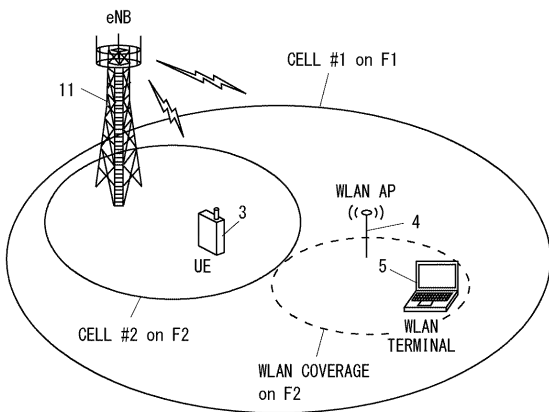 eNB
11
CELL #1 on F1
WLAN AP
3
4
UE
5
CELL #2 on F2
WLAN
TERMINAL
WLAN COVERAGE
on F2